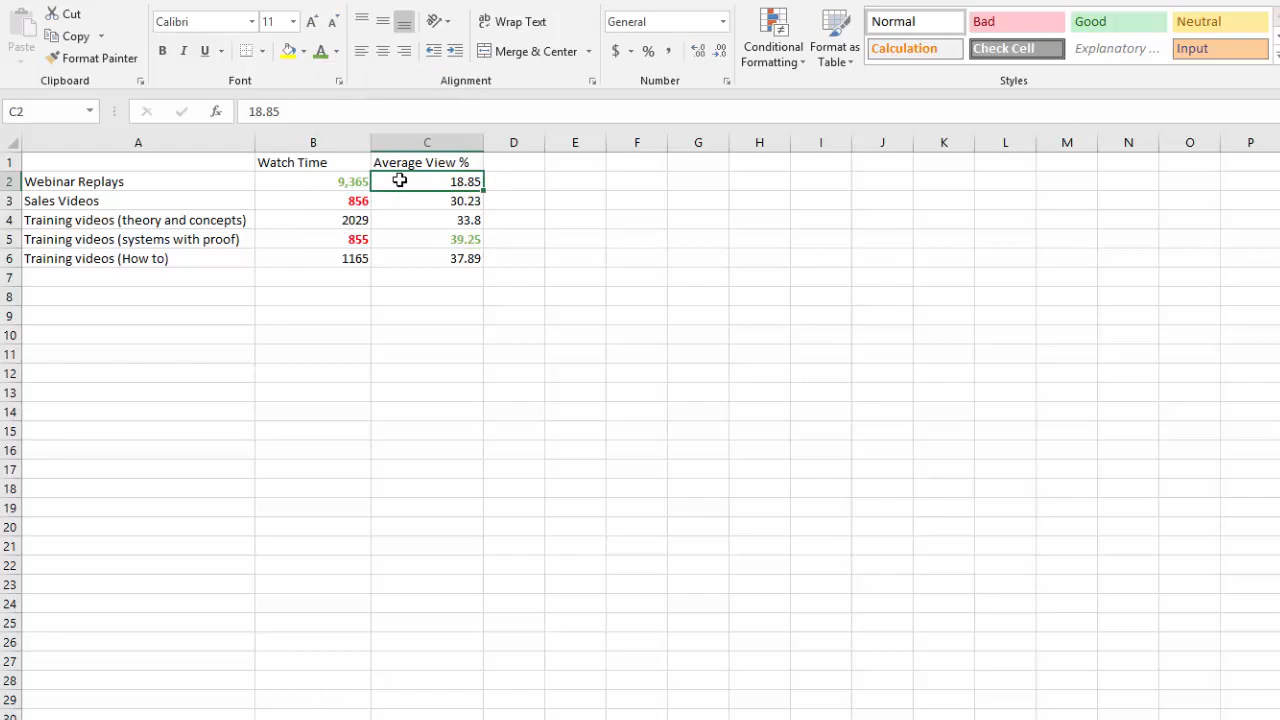 Cut
Copy
Format Painter
Paste
Clipboard
Calibri 11
B I U
Font
Wrap Text
Merge & Center
Alignment
General
$ % ,
Number
Conditional Formatting
Format as Table
Normal Bad Good Neutral
Calculation Check Cell Explanatory ... Input
Styles
C2 fx 18.85
A B C D E F G H I J K L M N O P
1 Watch Time Average View %
2 Webinar Replays 9,365 18.85
3 Sales Videos 856 30.23
4 Training videos (theory and concepts) 2029 33.8
5 Training videos (systems with proof) 855 39.25
6 Training videos (How to) 1165 37.89
7
8
9
10
11
12
13
14
15
16
17
18
19
20
21
22
23
24
25
26
27
28
29
30